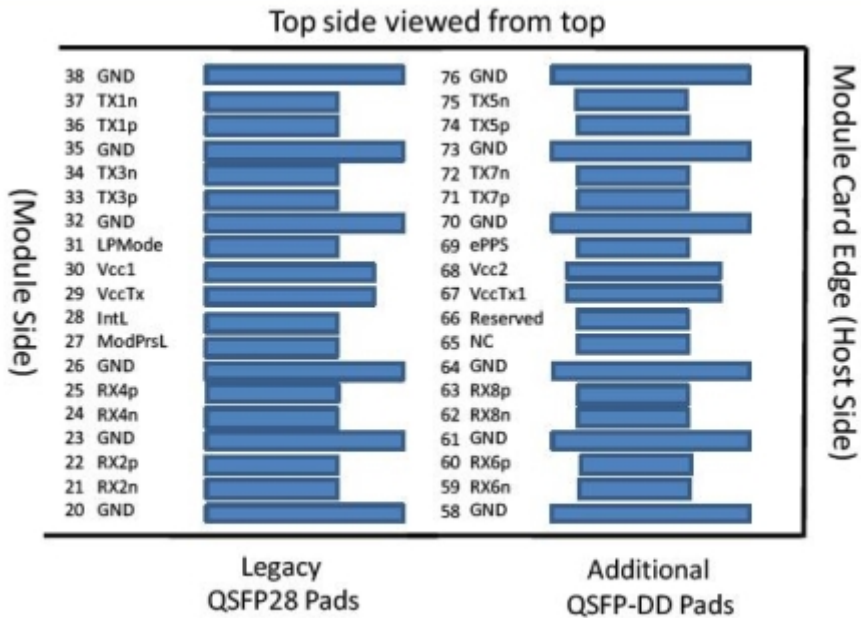 Top side viewed from top
38 GND
37 TX1n
36 TX1p
35 GND
34 TX3n
33 TX3p
32 GND
31 LPMode
30 Vcc1
29 VccTx
28 IntL
27 ModPrsL
26 GND
25 RX4p
24 RX4n
23 GND
22 RX2p
21 RX2n
20 GND
76 GND
75 TX5n
74 TX5p
73 GND
72 TX7n
71 TX7p
70 GND
69 ePPS
68 Vcc2
67 VccTx1
66 Reserved
65 NC
64 GND
63 RX8p
62 RX8n
61 GND
60 RX6p
59 RX6n
58 GND
(Module Side)
Module Card Edge (Host Side)
Legacy
QSFP28 Pads
Additional
QSFP-DD Pads